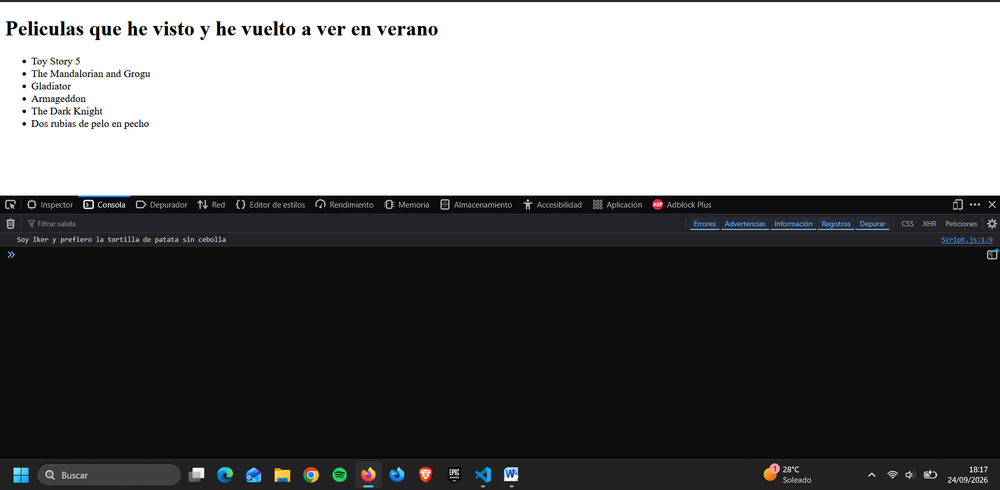 Peliculas que he visto y he vuelto a ver en verano
Toy Story 5
The Mandalorian and Grogu
Gladiator
Armageddon
The Dark Knight
Dos rubias de pelo en pecho
Inspector Consola Depurador Red Editor de estilos Rendimiento Memoria Almacenamiento Accesibilidad Aplicación ABP Adblock Plus
Filtrar salida Errores Advertencias Información Registros Depurar CSS XHR Peticiones
Soy Iker y prefiero la tortilla de patata sin cebolla Script.js:1:9
Buscar EPIC GAMES W 1 28°C 18:17
Soleado 24/09/2026